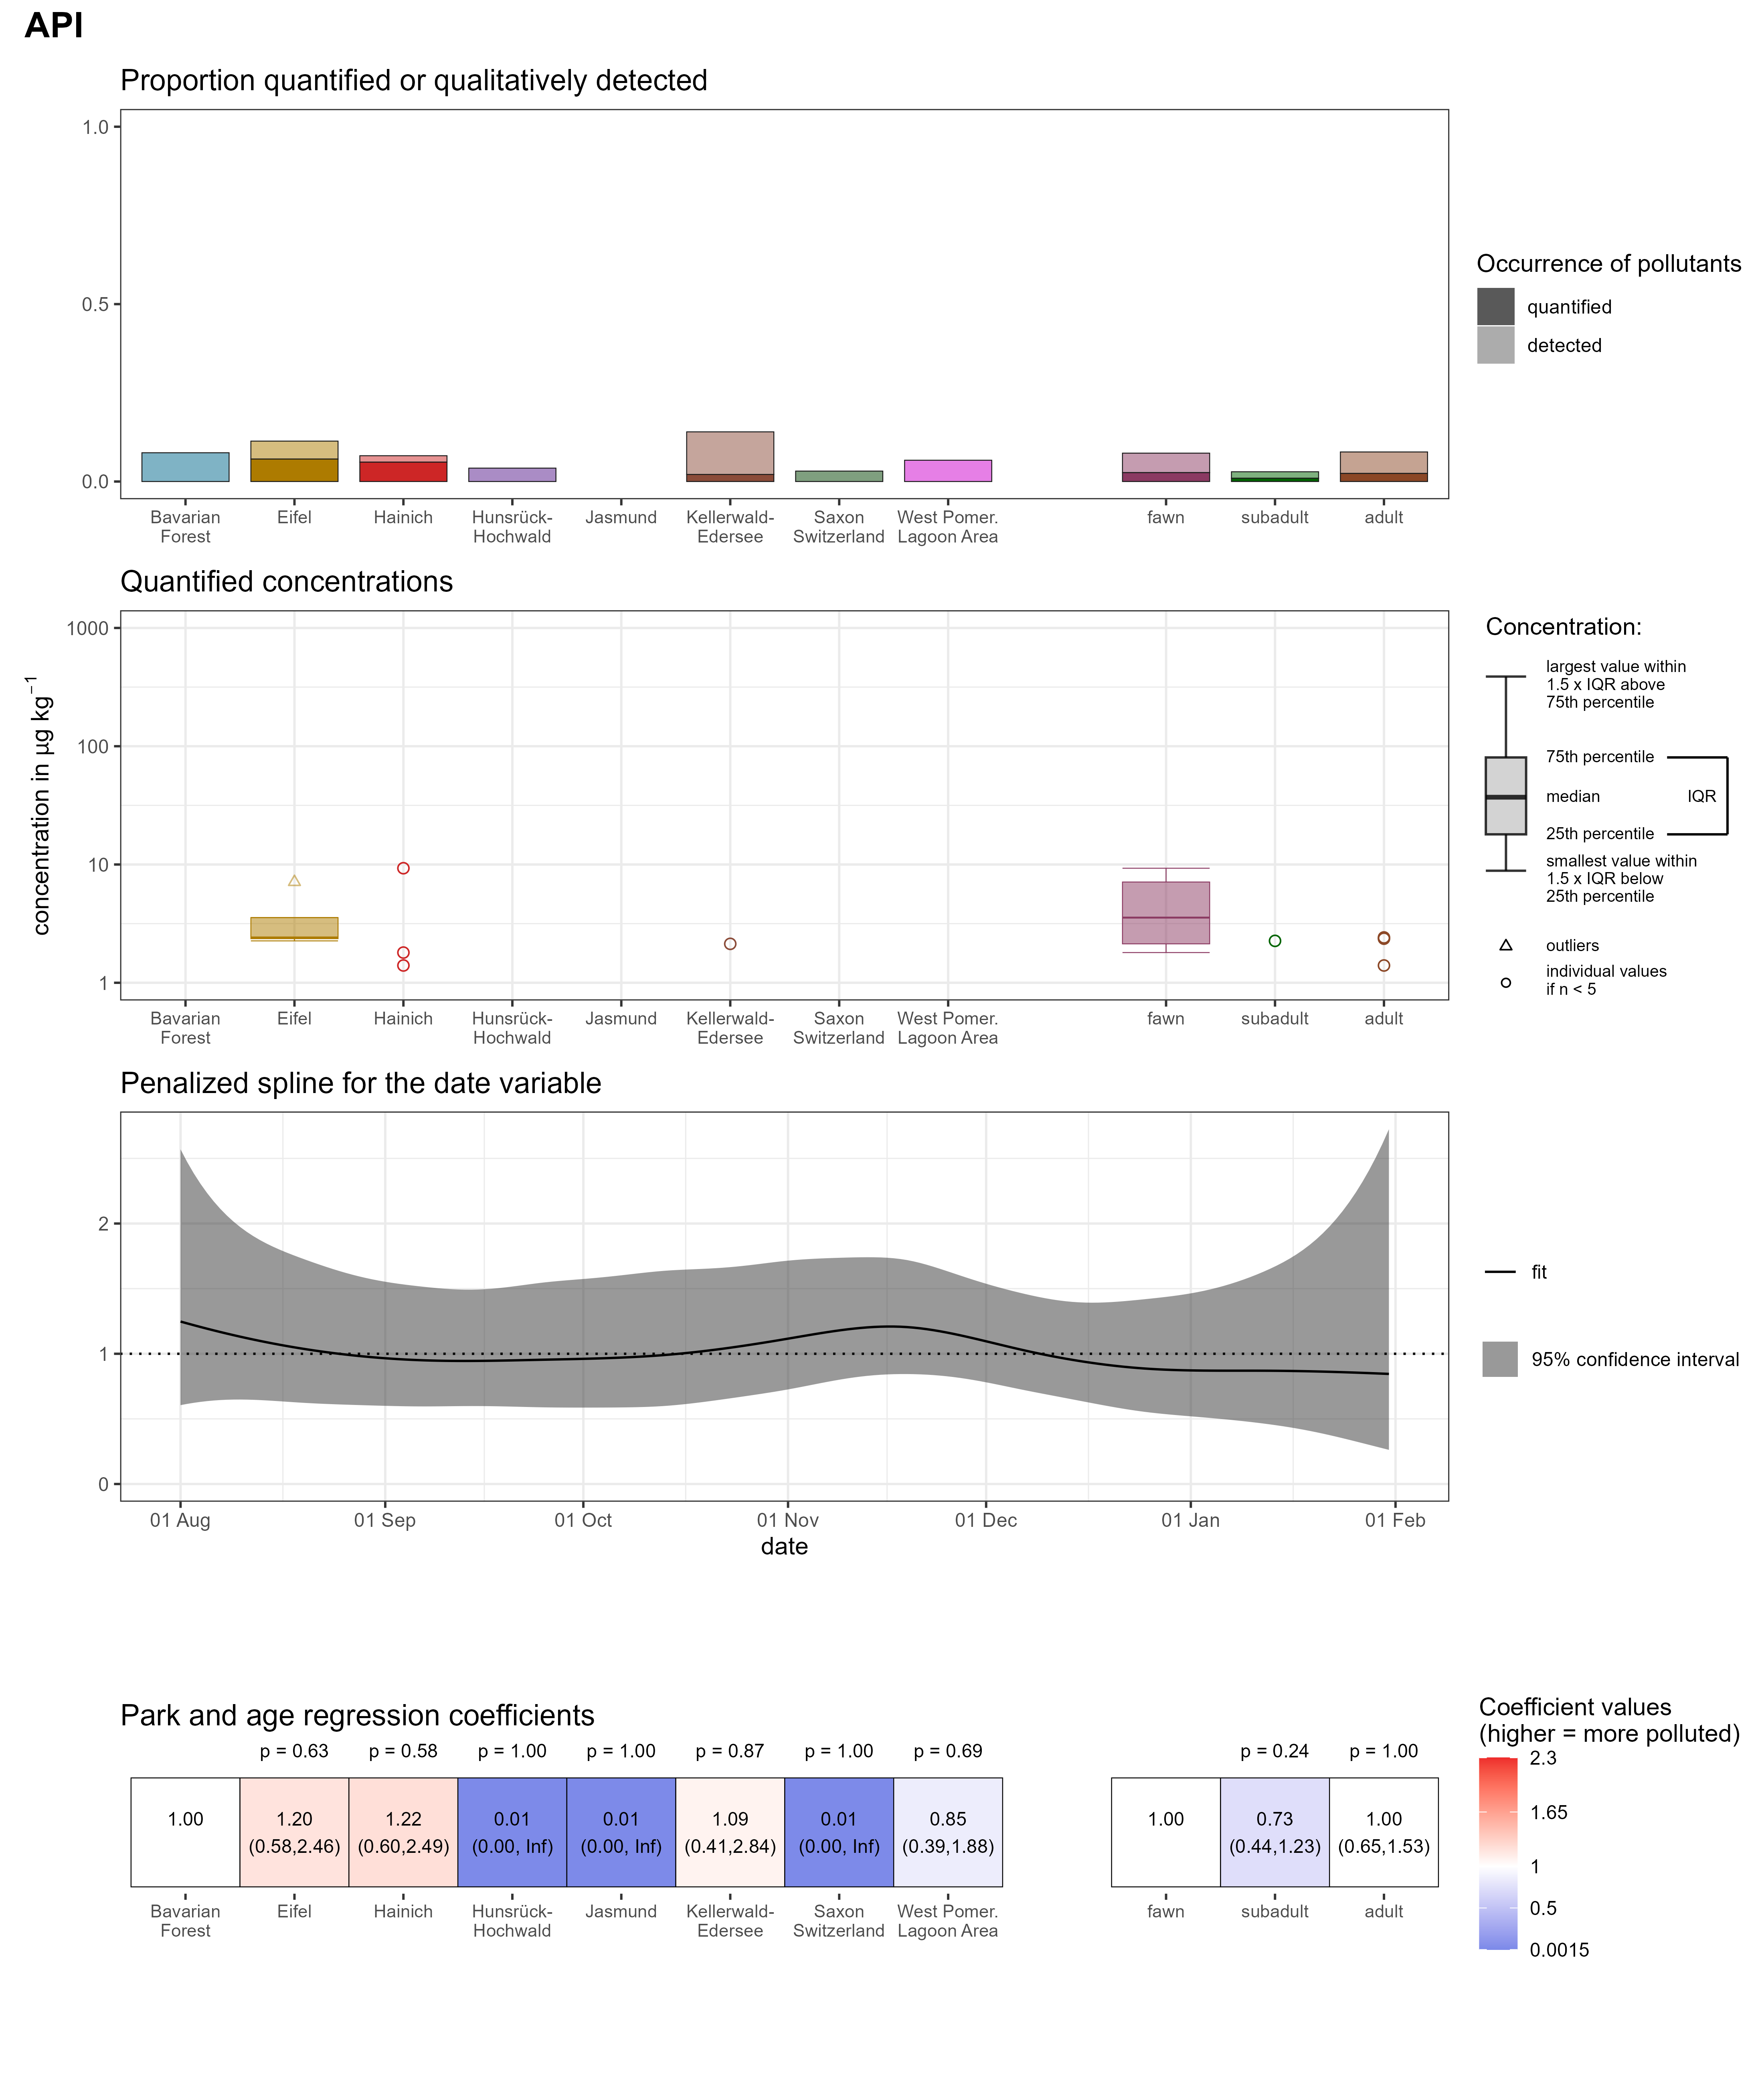 API
Proportion quantified or qualitatively detected
1.0
0.5
0.0
Bavarian Forest
Eifel
Hainich
Hunsrück-Hochwald
Jasmund
Kellerwald-Edersee
Saxon Switzerland
West Pomer. Lagoon Area
fawn
subadult
adult
Occurrence of pollutants
quantified
detected
Quantified concentrations
concentration in µg kg⁻¹
1000
100
10
1
Bavarian Forest
Eifel
Hainich
Hunsrück-Hochwald
Jasmund
Kellerwald-Edersee
Saxon Switzerland
West Pomer. Lagoon Area
fawn
subadult
adult
Concentration:
largest value within
1.5 x IQR above
75th percentile
75th percentile
median
IQR
25th percentile
smallest value within
1.5 x IQR below
25th percentile
outliers
individual values
if n < 5
Penalized spline for the date variable
2
1
0
01 Aug
01 Sep
01 Oct
01 Nov
01 Dec
01 Jan
01 Feb
date
fit
95% confidence interval
Park and age regression coefficients
p = 0.63
p = 0.58
p = 1.00
p = 1.00
p = 0.87
p = 1.00
p = 0.69
p = 0.24
p = 1.00
1.00
1.20
(0.58,2.46)
1.22
(0.60,2.49)
0.01
(0.00, Inf)
0.01
(0.00, Inf)
1.09
(0.41,2.84)
0.01
(0.00, Inf)
0.85
(0.39,1.88)
1.00
0.73
(0.44,1.23)
1.00
(0.65,1.53)
Bavarian Forest
Eifel
Hainich
Hunsrück-Hochwald
Jasmund
Kellerwald-Edersee
Saxon Switzerland
West Pomer. Lagoon Area
fawn
subadult
adult
Coefficient values
(higher = more polluted)
2.3
1.65
1
0.5
0.0015